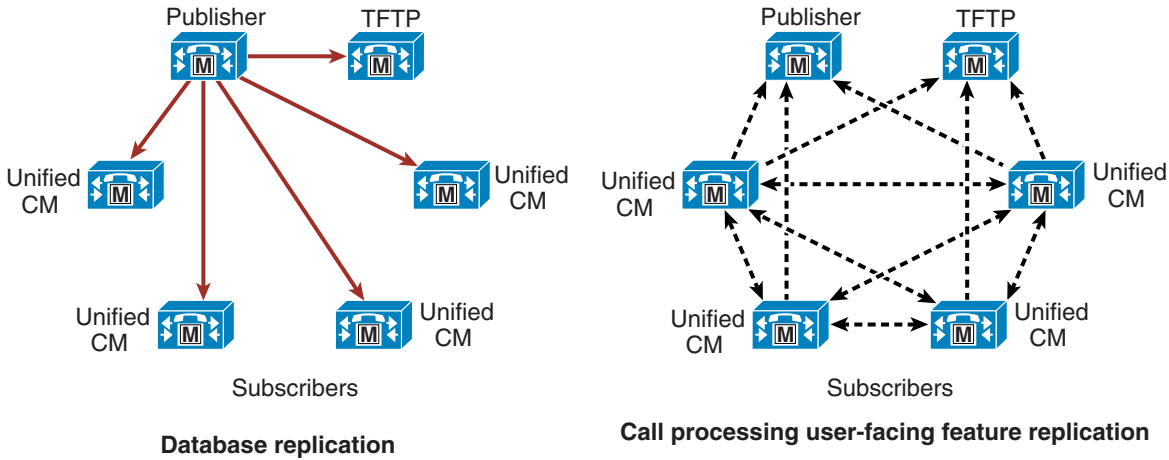 Publisher
TFTP
M
M
Unified
CM
M
M
Unified
CM
Unified
CM
M
M
Unified
CM
Subscribers
Database replication
Publisher
TFTP
M
M
Unified
CM
M
M
Unified
CM
Unified
CM
M
M
Unified
CM
Subscribers
Call processing user-facing feature replication